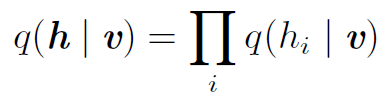 q(h | v) = ∏_i q(h_i | v)